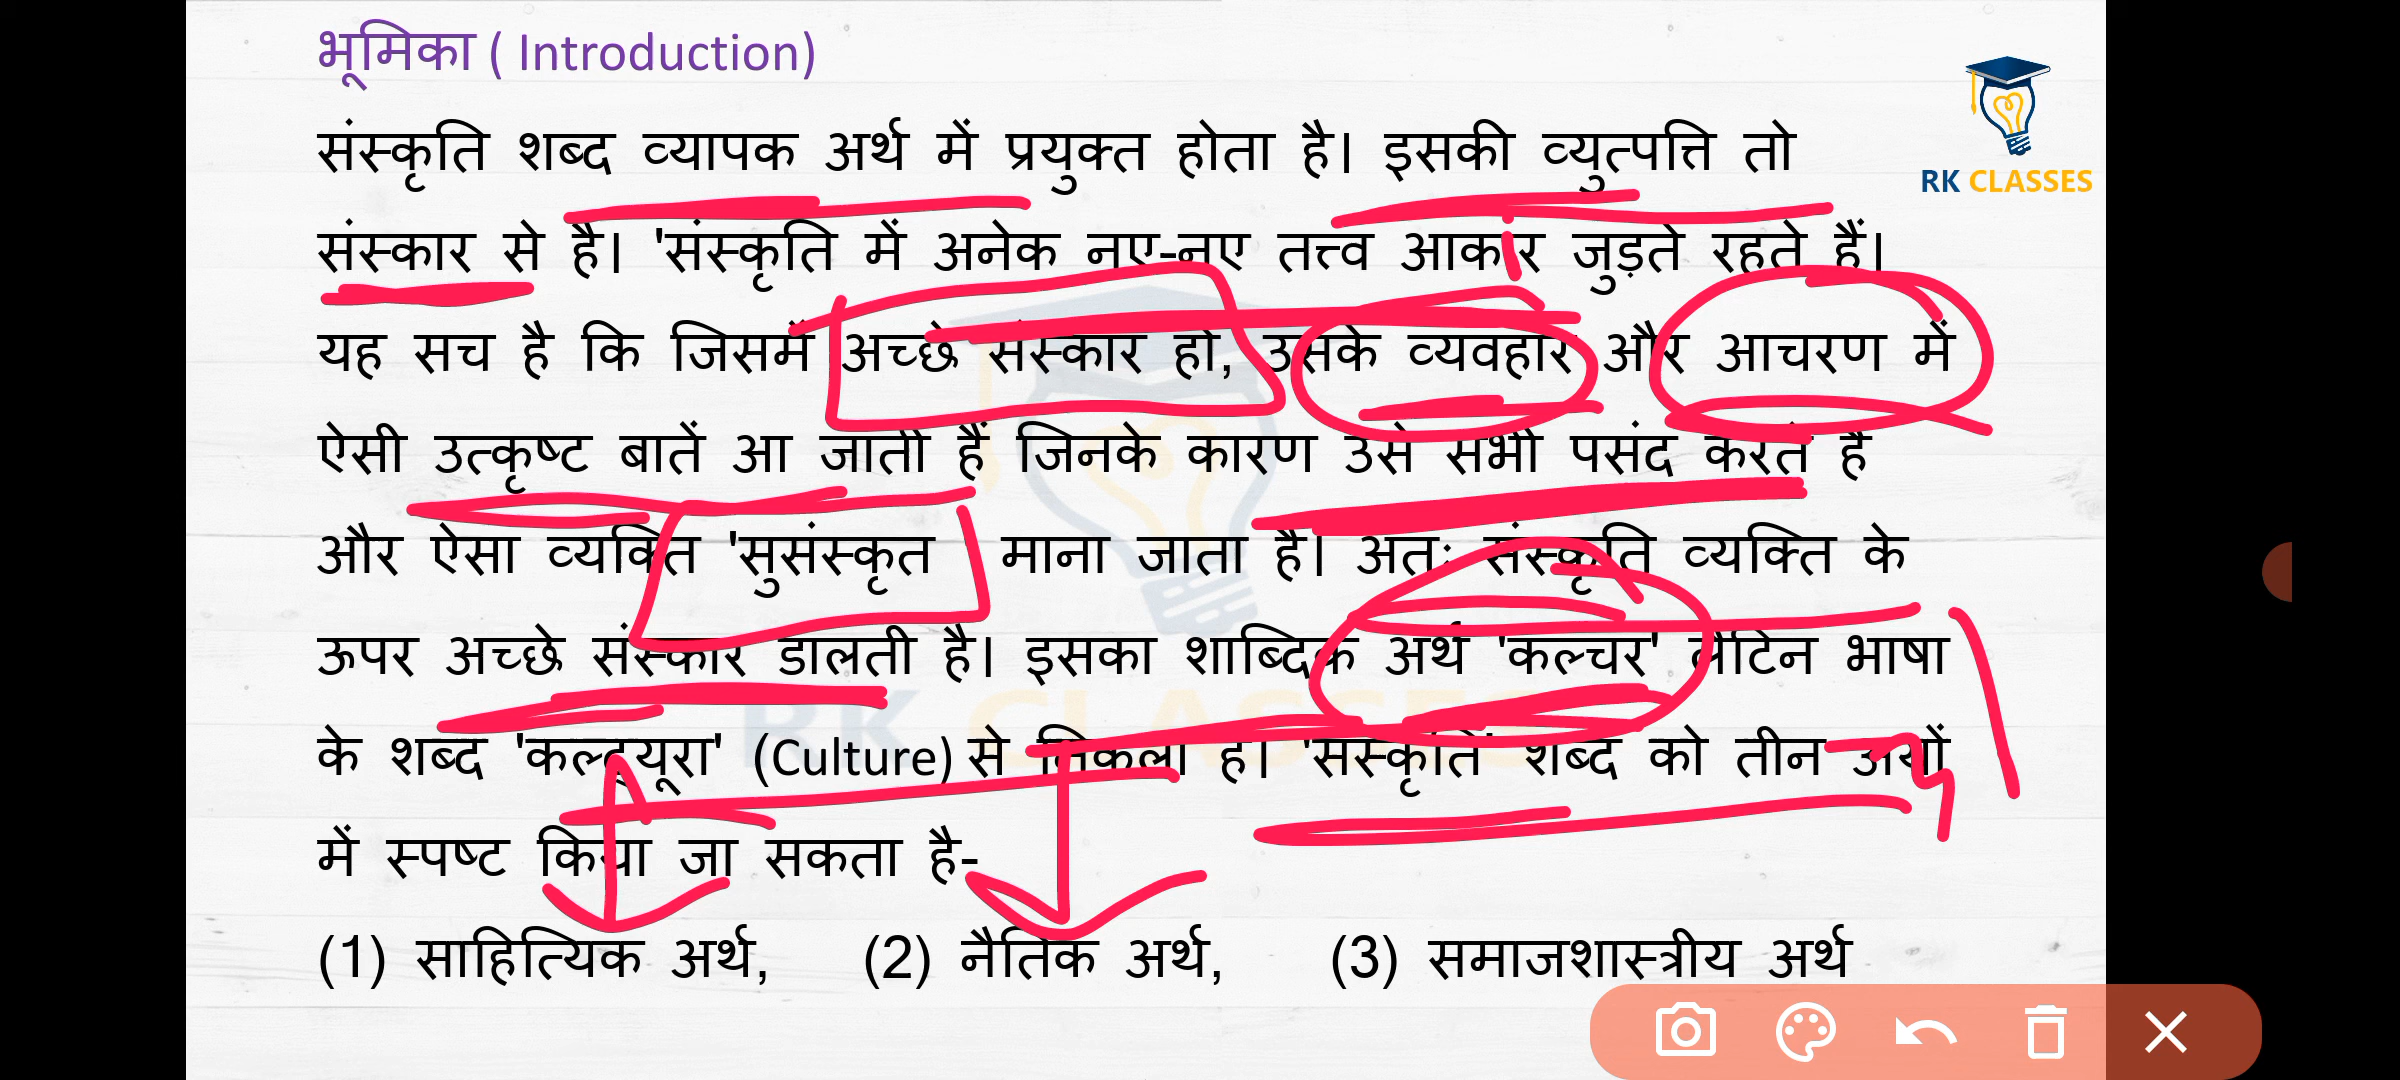 भूमिका ( Introduction)
संस्कृति शब्द व्यापक अर्थ में प्रयुक्त होता है। इसकी व्युत्पत्ति तो
RK CLASSES
संस्कार से है। 'संस्कृति में अनेक नए-नए तत्त्व आकार जुड़ते रहते हैं।
यह सच है कि जिसमें अच्छे संस्कार हो, उसके व्यवहार और आचरण में
ऐसी उत्कृष्ट बातें आ जाती हैं जिनके कारण उसे सभी पसंद करते हैं
और ऐसा व्यक्ति 'सुसंस्कृत माना जाता है। अतः संस्कृति व्यक्ति के
ऊपर अच्छे संस्कार डालती है। इसका शाब्दिक अर्थ 'कल्चर' लैटिन भाषा
के शब्द 'कल्ट्यूरा' (Culture) से निकला है। 'संस्कृति' शब्द को तीन अर्थों
में स्पष्ट किया जा सकता है-
(1) साहित्यिक अर्थ, (2) नैतिक अर्थ, (3) समाजशास्त्रीय अर्थ
RK CLASSES